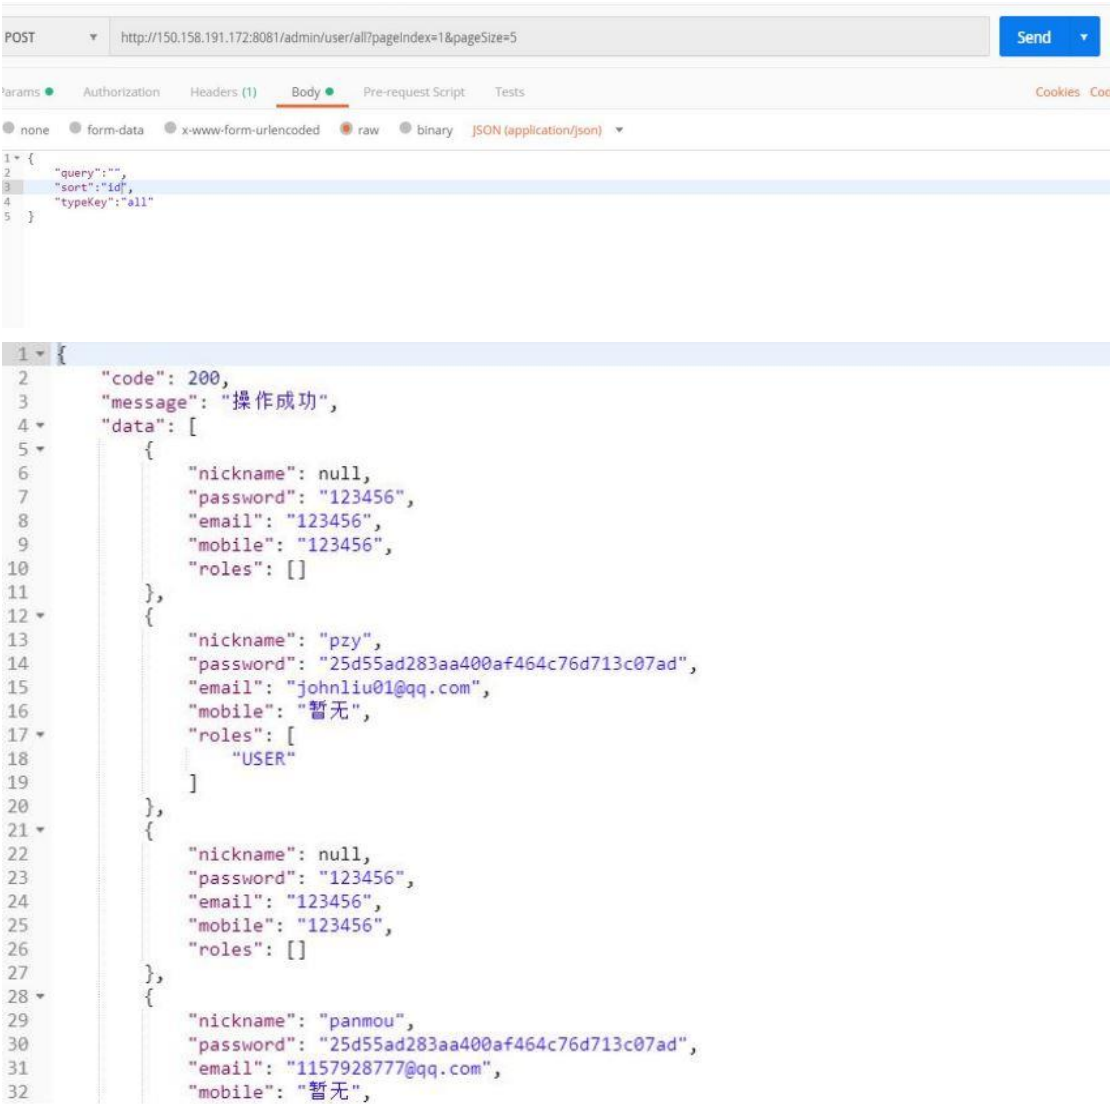 POST http://150.158.191.172:8081/admin/user/all?pageIndex=1&pageSize=5 Send
Params Authorization Headers (1) Body Pre-request Script Tests Cookies
none form-data x-www-form-urlencoded raw binary JSON (application/json)
1 {
2 "query":"",
3 "sort":"id",
4 "typeKey":"all"
5 }
1 {
2 "code": 200,
3 "message": "操作成功",
4 "data": [
5 {
6 "nickname": null,
7 "password": "123456",
8 "email": "123456",
9 "mobile": "123456",
10 "roles": []
11 },
12 {
13 "nickname": "pzy",
14 "password": "25d55ad283aa400af464c76d713c07ad",
15 "email": "johnliu01@qq.com",
16 "mobile": "暂无",
17 "roles": [
18 "USER"
19 ]
20 },
21 {
22 "nickname": null,
23 "password": "123456",
24 "email": "123456",
25 "mobile": "123456",
26 "roles": []
27 },
28 {
29 "nickname": "panmou",
30 "password": "25d55ad283aa400af464c76d713c07ad",
31 "email": "1157928777@qq.com",
32 "mobile": "暂无",